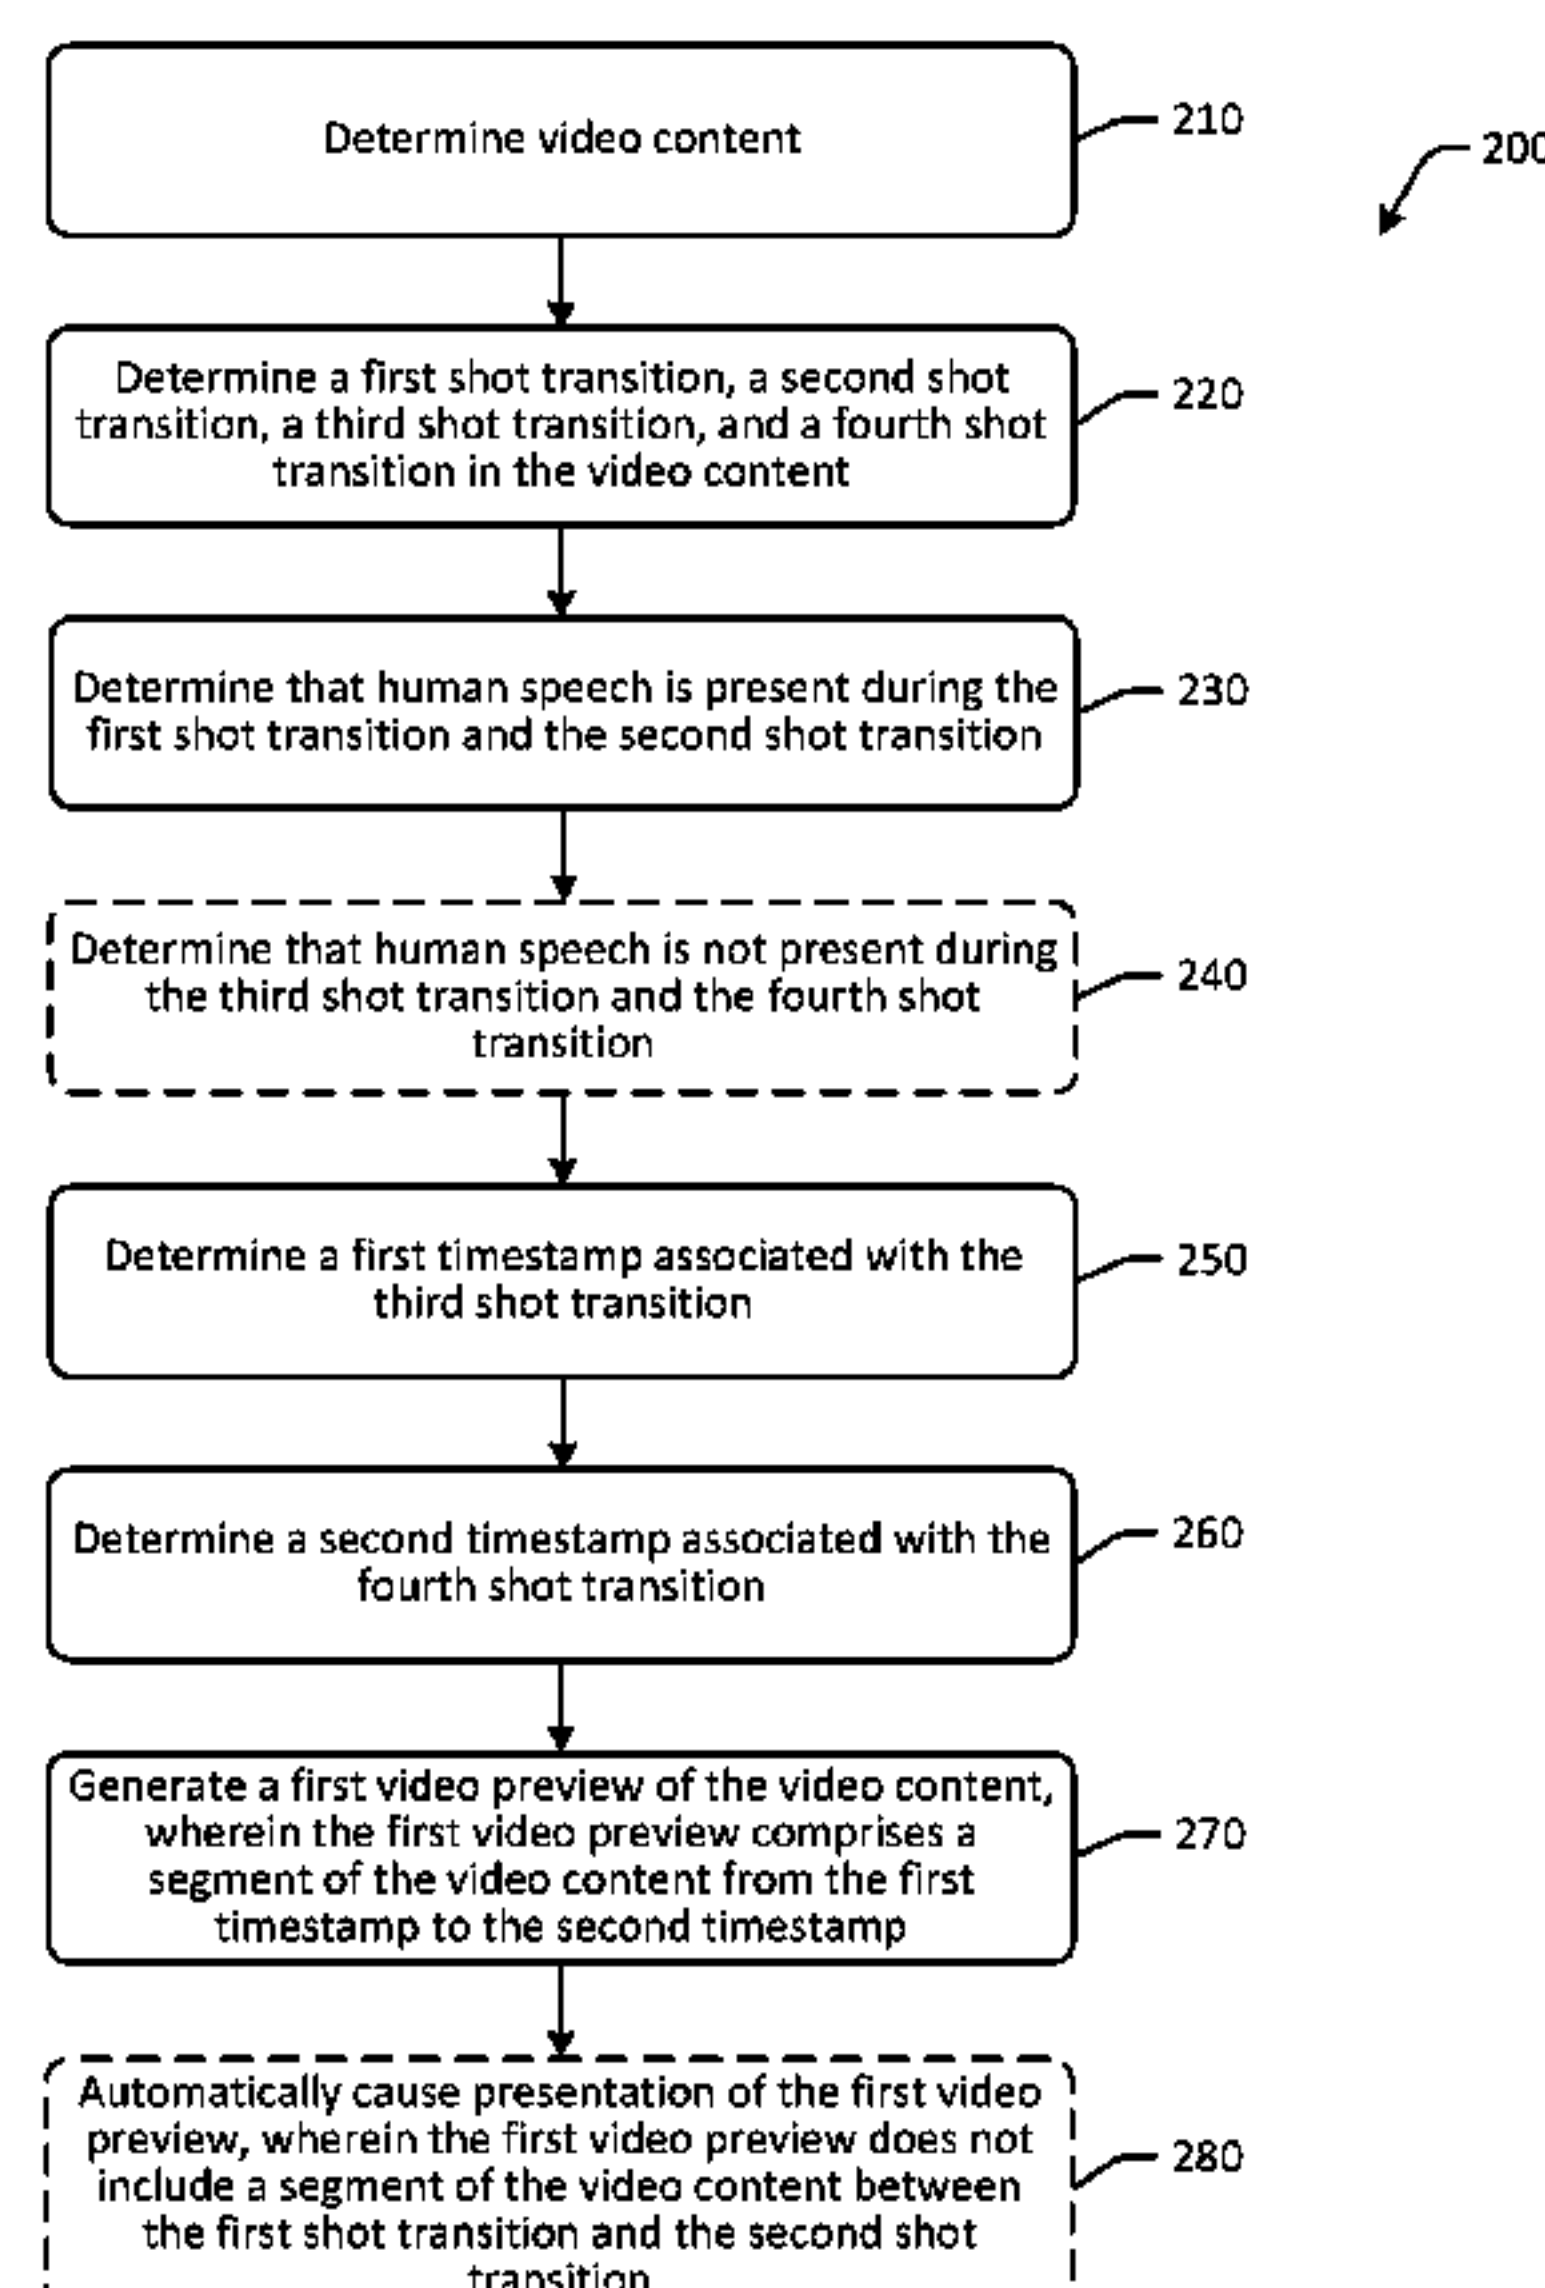 Determine video content
210
200
Determine a first shot transition, a second shot
transition, a third shot transition, and a fourth shot
transition in the video content
220
Determine that human speech is present during the
first shot transition and the second shot transition
230
Determine that human speech is not present during
the third shot transition and the fourth shot
transition
240
Determine a first timestamp associated with the
third shot transition
250
Determine a second timestamp associated with the
fourth shot transition
260
Generate a first video preview of the video content,
wherein the first video preview comprises a
segment of the video content from the first
timestamp to the second timestamp
270
Automatically cause presentation of the first video
preview, wherein the first video preview does not
include a segment of the video content between
the first shot transition and the second shot
transition
280